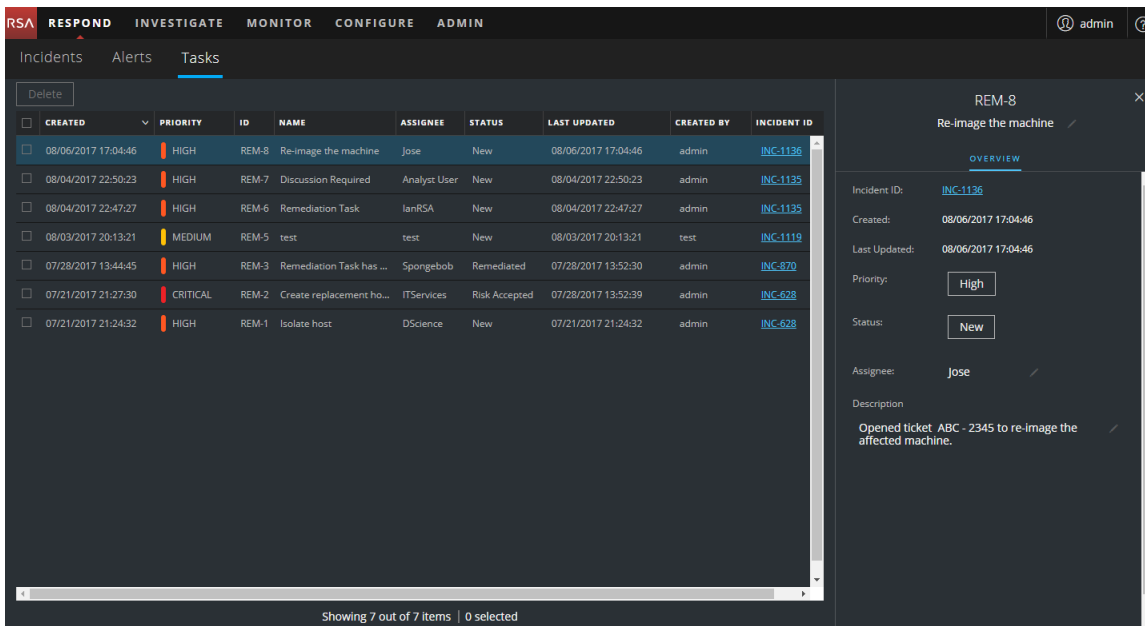 RSA RESPOND INVESTIGATE MONITOR CONFIGURE ADMIN admin ?
Incidents Alerts Tasks
Delete
CREATED PRIORITY ID NAME ASSIGNEE STATUS LAST UPDATED CREATED BY INCIDENT ID
08/06/2017 17:04:46 HIGH REM-8 Re-image the machine Jose New 08/06/2017 17:04:46 admin INC-1136
08/04/2017 22:50:23 HIGH REM-7 Discussion Required Analyst User New 08/04/2017 22:50:23 admin INC-1135
08/04/2017 22:47:27 HIGH REM-6 Remediation Task IanRSA New 08/04/2017 22:47:27 admin INC-1135
08/03/2017 20:13:21 MEDIUM REM-5 test test New 08/03/2017 20:13:21 test INC-1119
07/28/2017 13:44:45 HIGH REM-3 Remediation Task has ... Spongebob Remediated 07/28/2017 13:52:30 admin INC-870
07/21/2017 21:27:30 CRITICAL REM-2 Create replacement ho... ITServices Risk Accepted 07/28/2017 13:52:39 admin INC-628
07/21/2017 21:24:32 HIGH REM-1 Isolate host DScience New 07/21/2017 21:24:32 admin INC-628
Showing 7 out of 7 items | 0 selected
REM-8
Re-image the machine
OVERVIEW
Incident ID: INC-1136
Created: 08/06/2017 17:04:46
Last Updated: 08/06/2017 17:04:46
Priority: High
Status: New
Assignee: Jose
Description
Opened ticket ABC - 2345 to re-image the
affected machine.